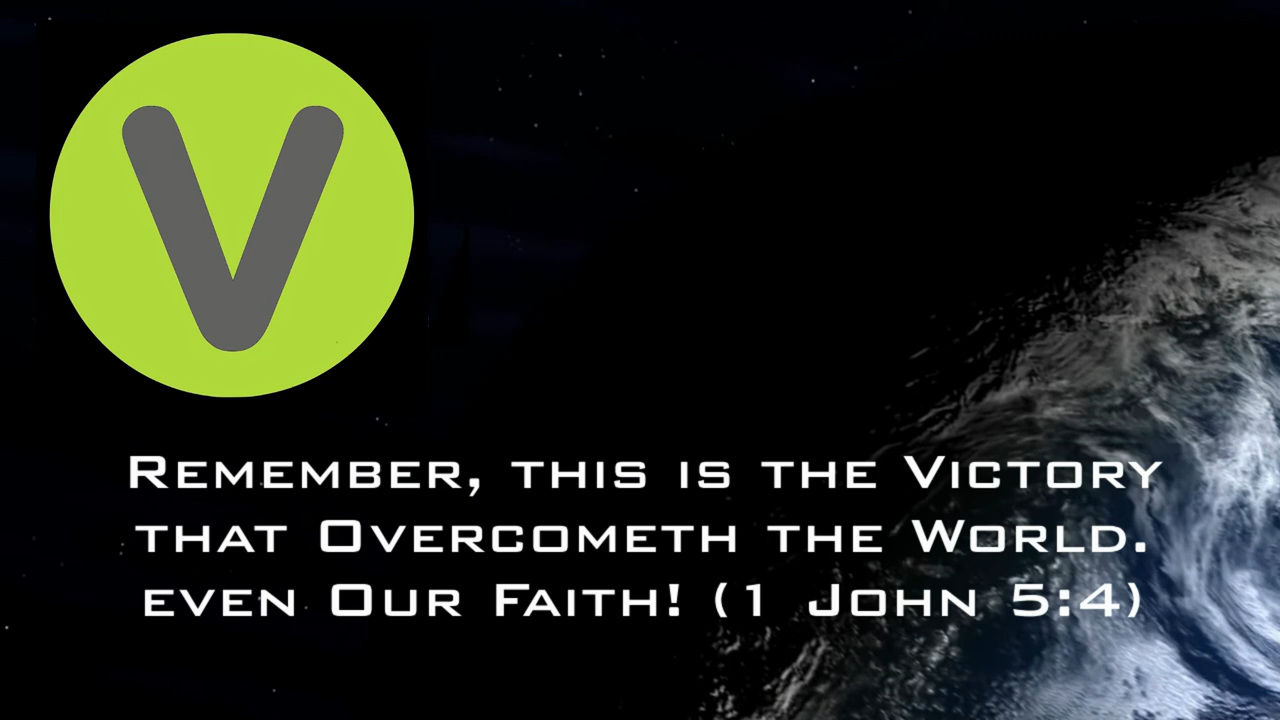 V
Remember, this is the Victory
that Overcometh the World.
even Our Faith! (1 John 5:4)